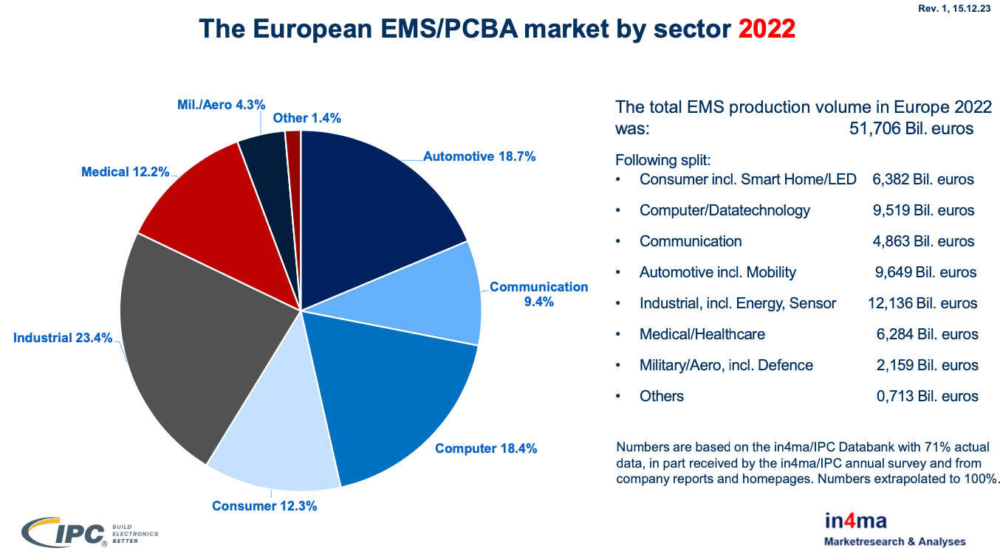 Rev. 1, 15.12.23
The European EMS/PCBA market by sector 2022
Mil./Aero 4.3%
Other 1.4%
Automotive 18.7%
Medical 12.2%
Communication
9.4%
Industrial 23.4%
Computer 18.4%
Consumer 12.3%
The total EMS production volume in Europe 2022
was: 51,706 Bil. euros
Following split:
• Consumer incl. Smart Home/LED 6,382 Bil. euros
• Computer/Datatechnology 9,519 Bil. euros
• Communication 4,863 Bil. euros
• Automotive incl. Mobility 9,649 Bil. euros
• Industrial, incl. Energy, Sensor 12,136 Bil. euros
• Medical/Healthcare 6,284 Bil. euros
• Military/Aero, incl. Defence 2,159 Bil. euros
• Others 0,713 Bil. euros
Numbers are based on the in4ma/IPC Databank with 71% actual
data, in part received by the in4ma/IPC annual survey and from
company reports and homepages. Numbers extrapolated to 100%.
IPC®
BUILD
ELECTRONICS
BETTER
in4ma
Marketresearch & Analyses